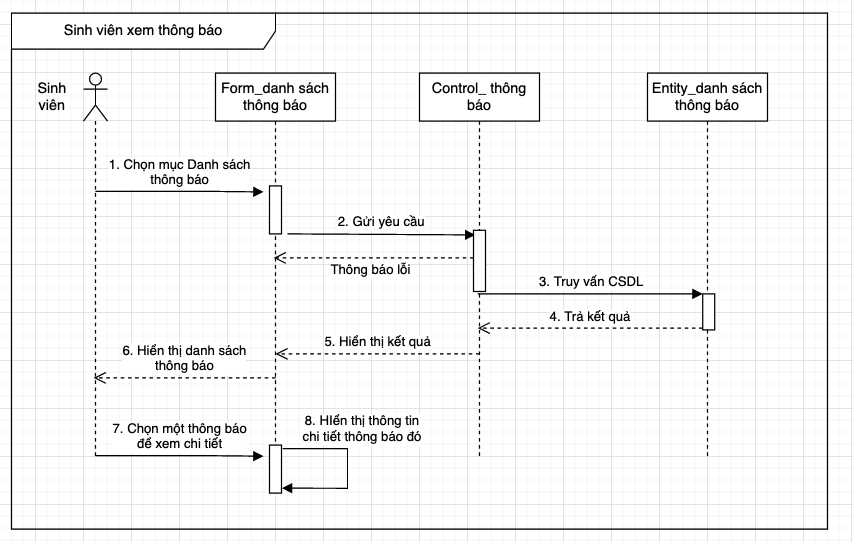 Sinh viên xem thông báo
Sinh
viên
Form_danh sách
thông báo
Control_ thông
báo
Entity_danh sách
thông báo
1. Chọn mục Danh sách
thông báo
2. Gửi yêu cầu
Thông báo lỗi
3. Truy vấn CSDL
4. Trả kết quả
5. Hiển thị kết quả
6. Hiển thị danh sách
thông báo
7. Chọn một thông báo
để xem chi tiết
8. HIển thị thông tin
chi tiết thông báo đó